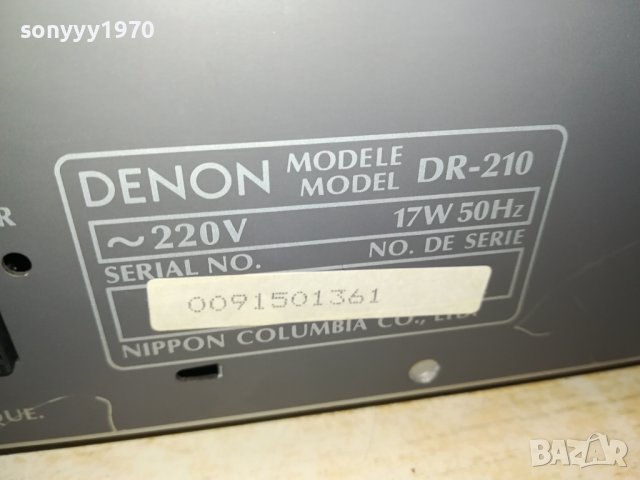 sonyyy1970
DENON MODELE MODEL DR-210
~ 220V 17W 50Hz
SERIAL NO. NO. DE SERIE
0091501361
NIPPON COLUMBIA CO., LTD.
R
QUE.
BAZAR